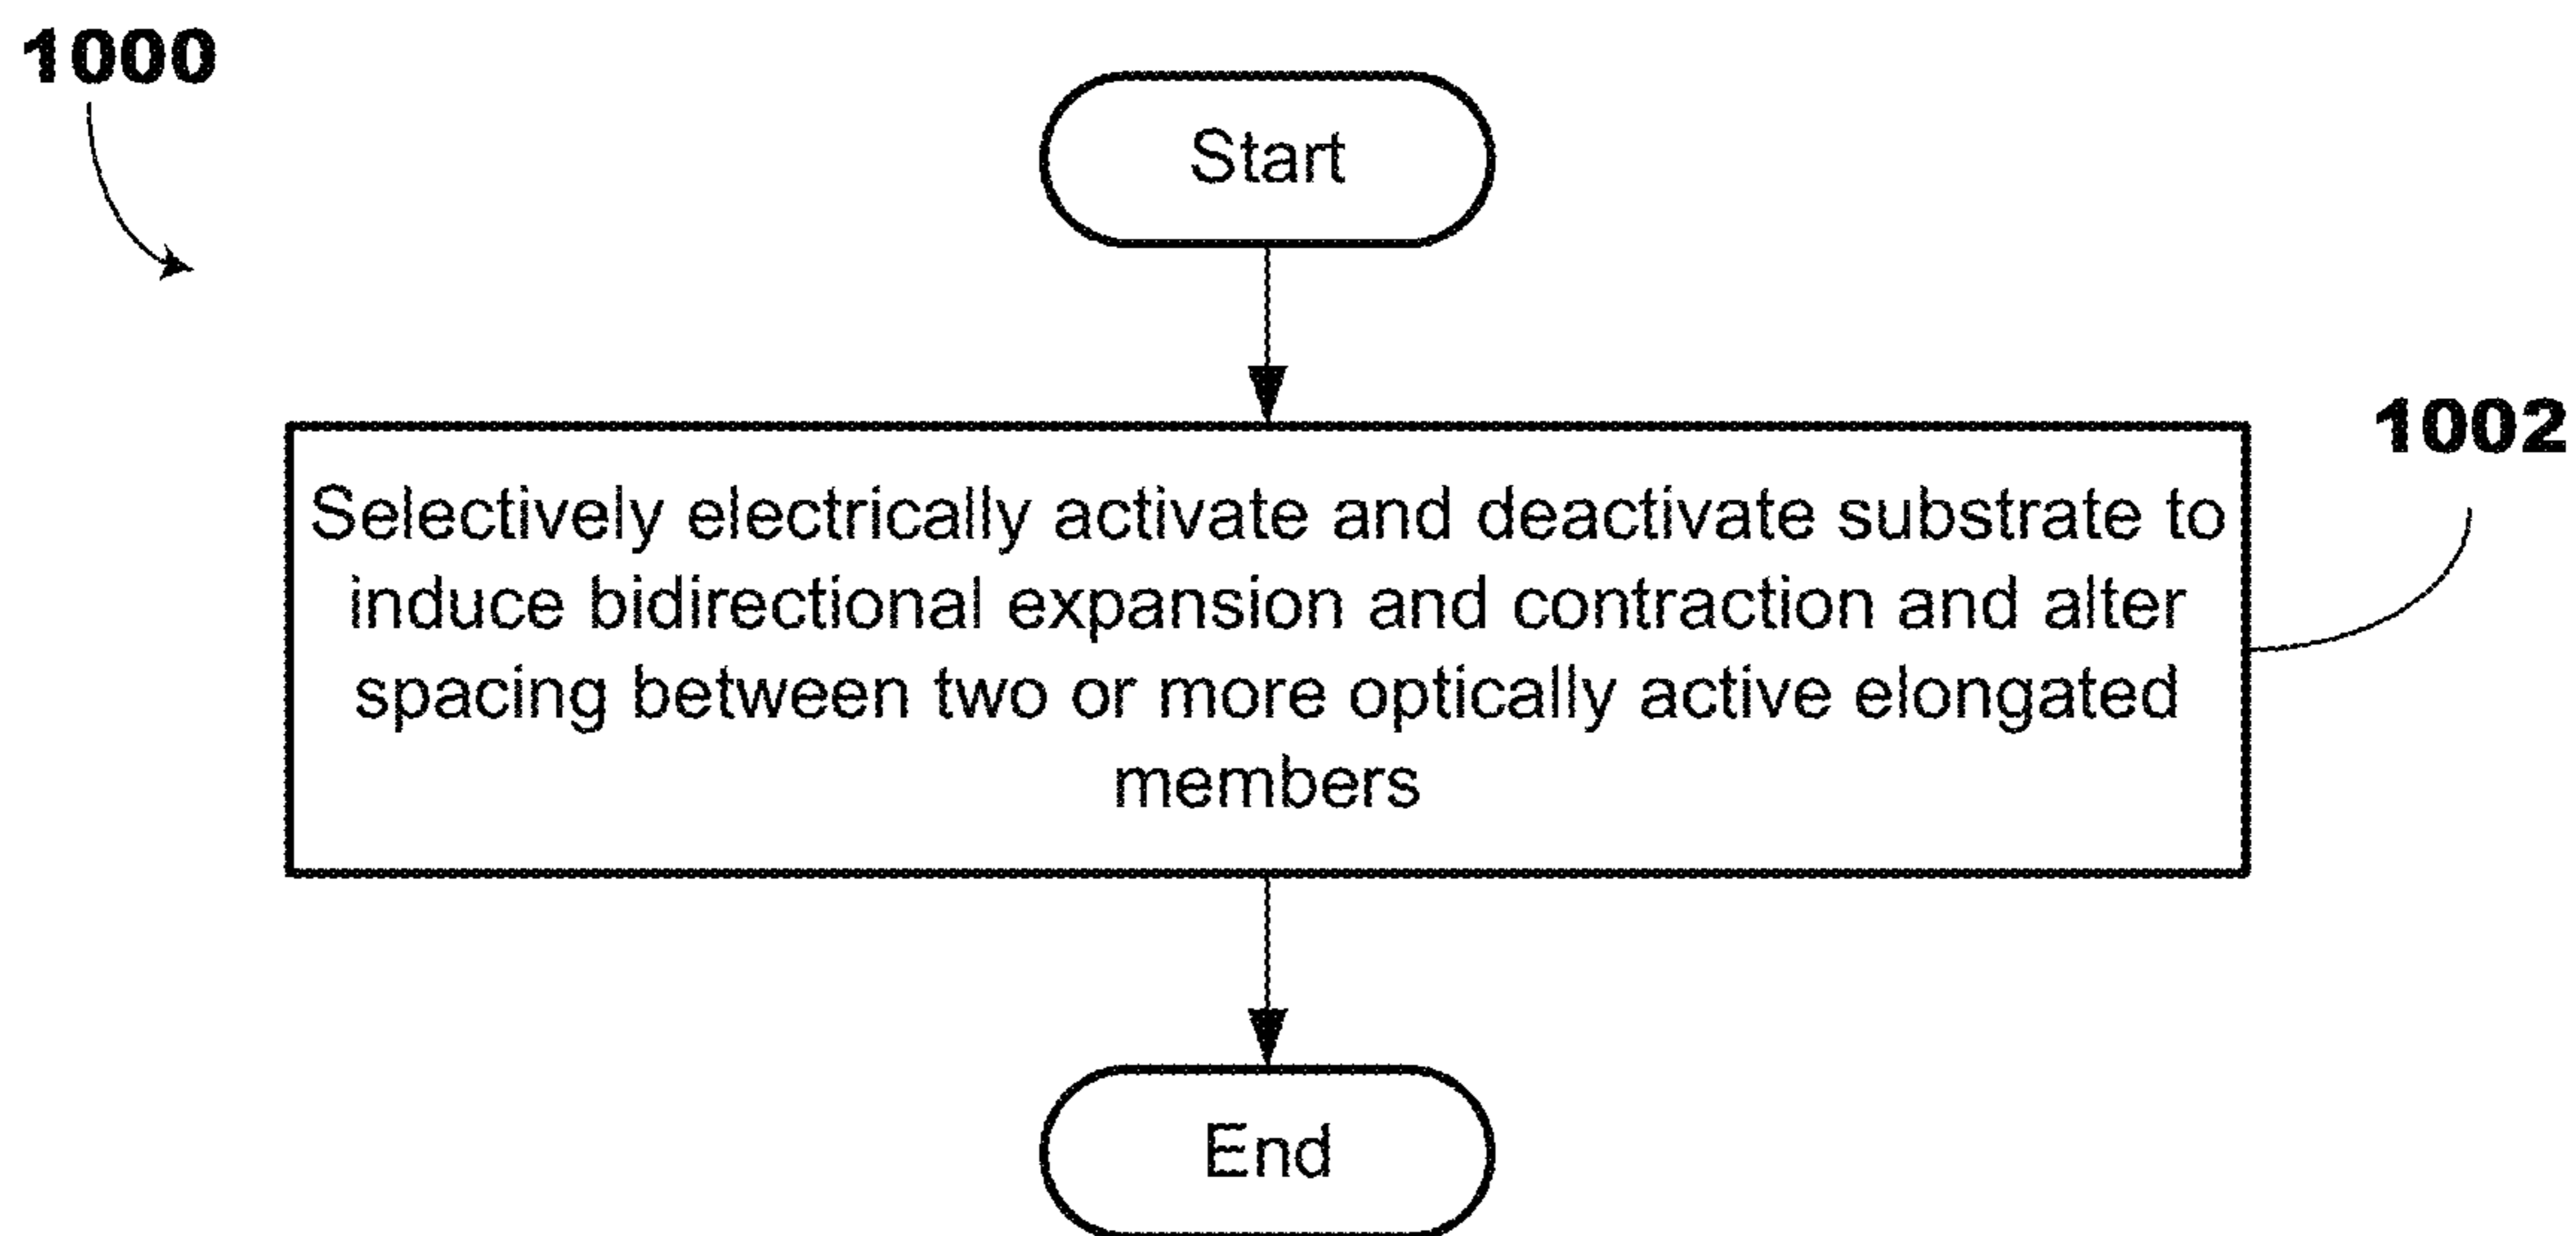 1000
Start
1002
Selectively electrically activate and deactivate substrate to
induce bidirectional expansion and contraction and alter
spacing between two or more optically active elongated
members
End